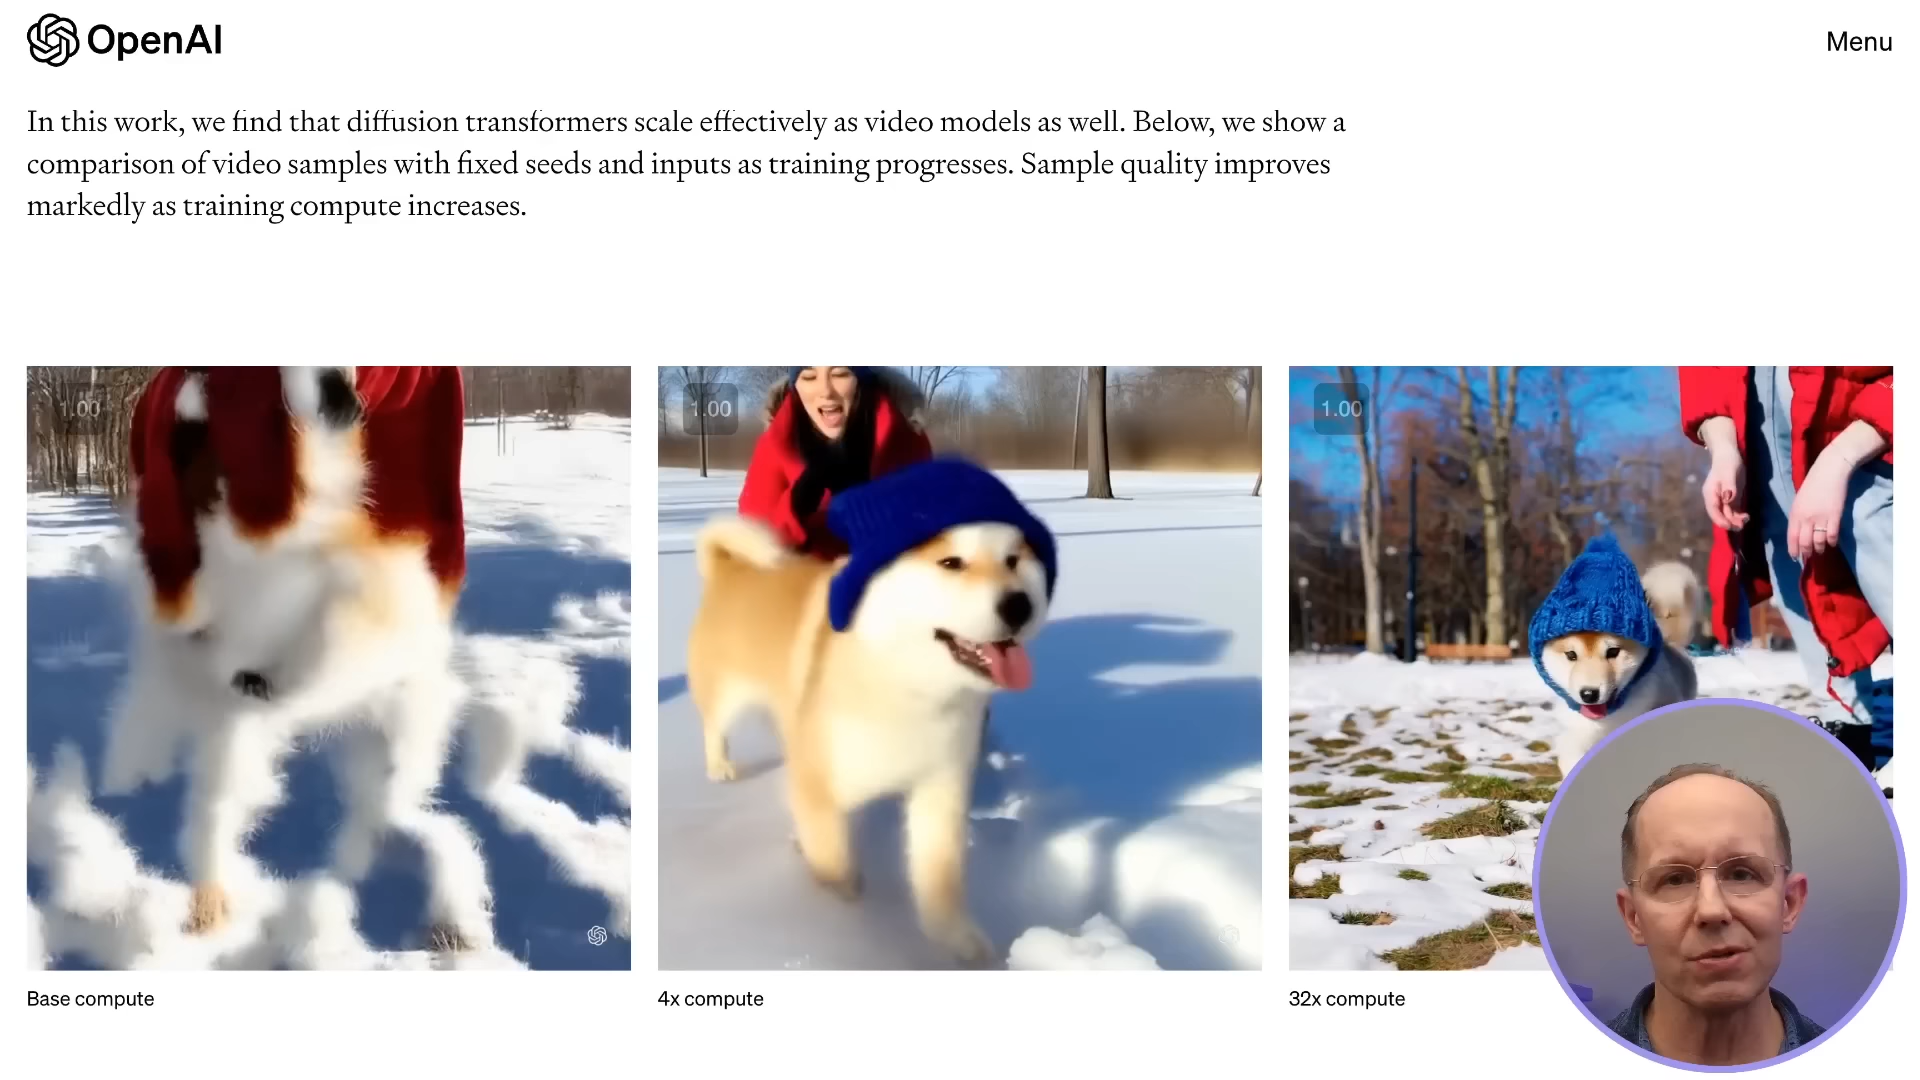 OpenAI
Menu
In this work, we find that diffusion transformers scale effectively as video models as well. Below, we show a
comparison of video samples with fixed seeds and inputs as training progresses. Sample quality improves
markedly as training compute increases.
1.00
1.00
1.00
Base compute
4x compute
32x compute